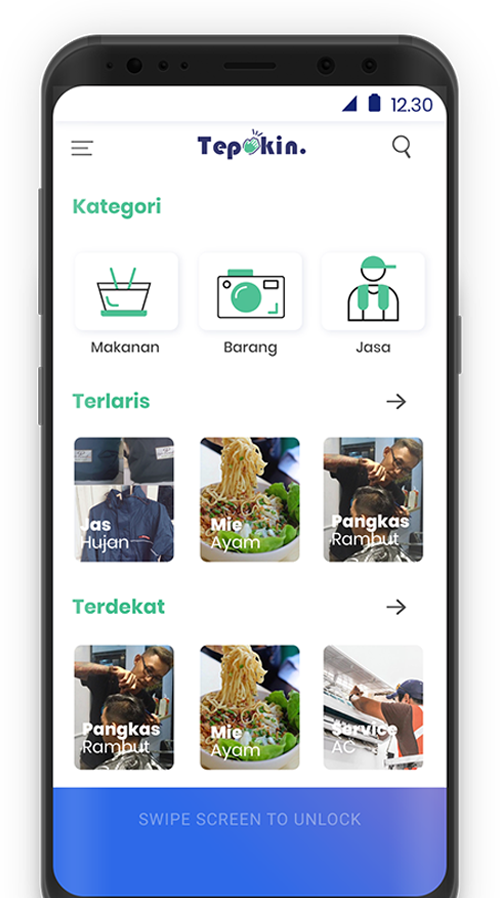 12.30
Tepokin.
Kategori
Makanan
Barang
Jasa
Terlaris
Jas
Hujan
Mie
Ayam
Pangkas
Rambut
Terdekat
Pangkas
Rambut
Mie
Ayam
Service
AC
SWIPE SCREEN TO UNLOCK